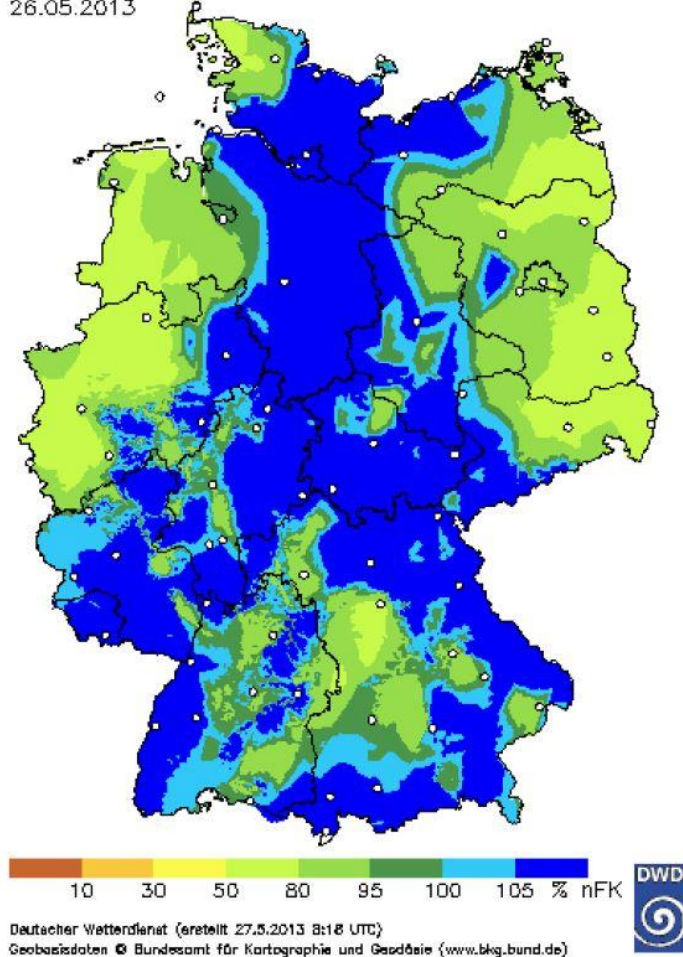 26.05.2013
10 30 50 80 95 100 105 % nFK
DWD
Deutscher Wetterdienst (erstellt 27.5.2013 8:18 UTC)
Geobasisdaten © Bundesamt für Kartographie und Geodäsie (www.bkg.bund.de)